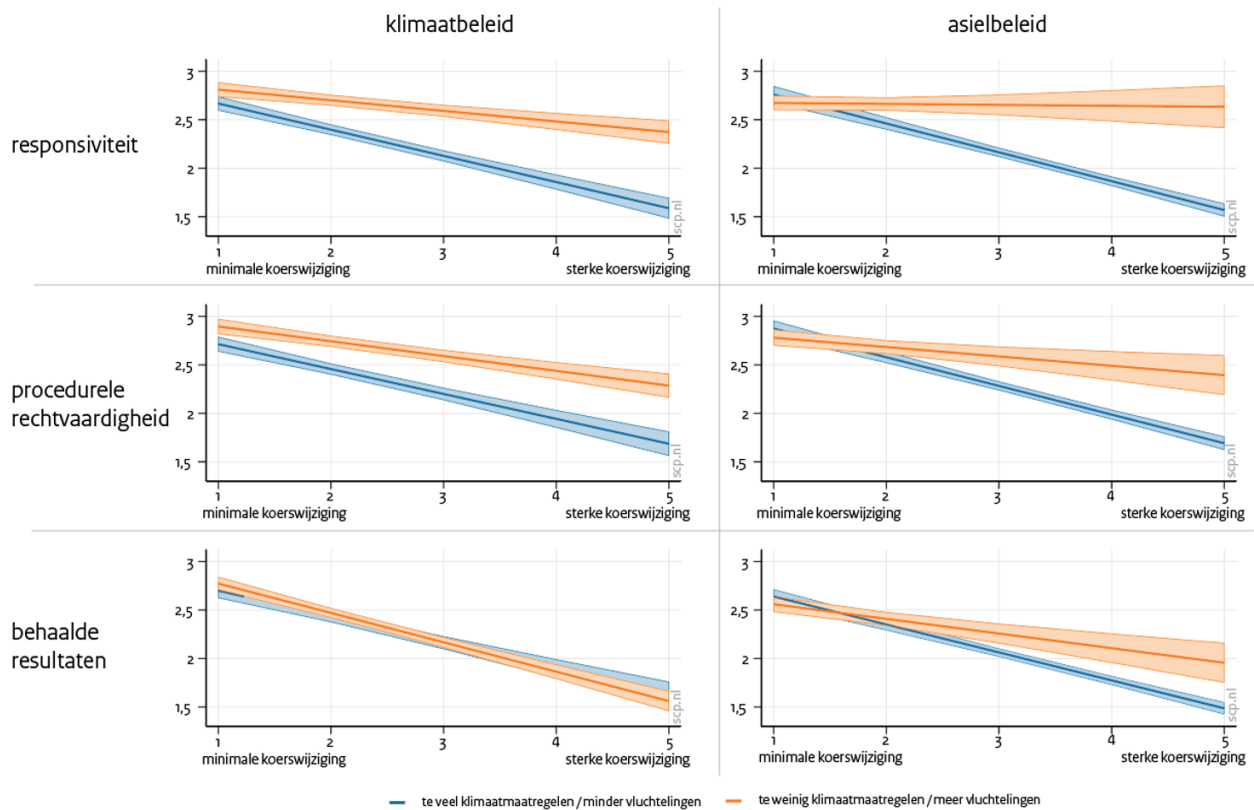 klimaatbeleid
asielbeleid
responsiviteit
3
2,5
2
1,5
1 2 3 4 5
minimale koerswijziging sterke koerswijziging
scp.nl
3
2,5
2
1,5
1 2 3 4 5
minimale koerswijziging sterke koerswijziging
scp.nl
procedurele
rechtvaardigheid
3
2,5
2
1,5
1 2 3 4 5
minimale koerswijziging sterke koerswijziging
scp.nl
3
2,5
2
1,5
1 2 3 4 5
minimale koerswijziging sterke koerswijziging
scp.nl
behaalde
resultaten
3
2,5
2
1,5
1 2 3 4 5
minimale koerswijziging sterke koerswijziging
scp.nl
3
2,5
2
1,5
1 2 3 4 5
minimale koerswijziging sterke koerswijziging
scp.nl
te veel klimaatmaatregelen / minder vluchtelingen
te weinig klimaatmaatregelen / meer vluchtelingen